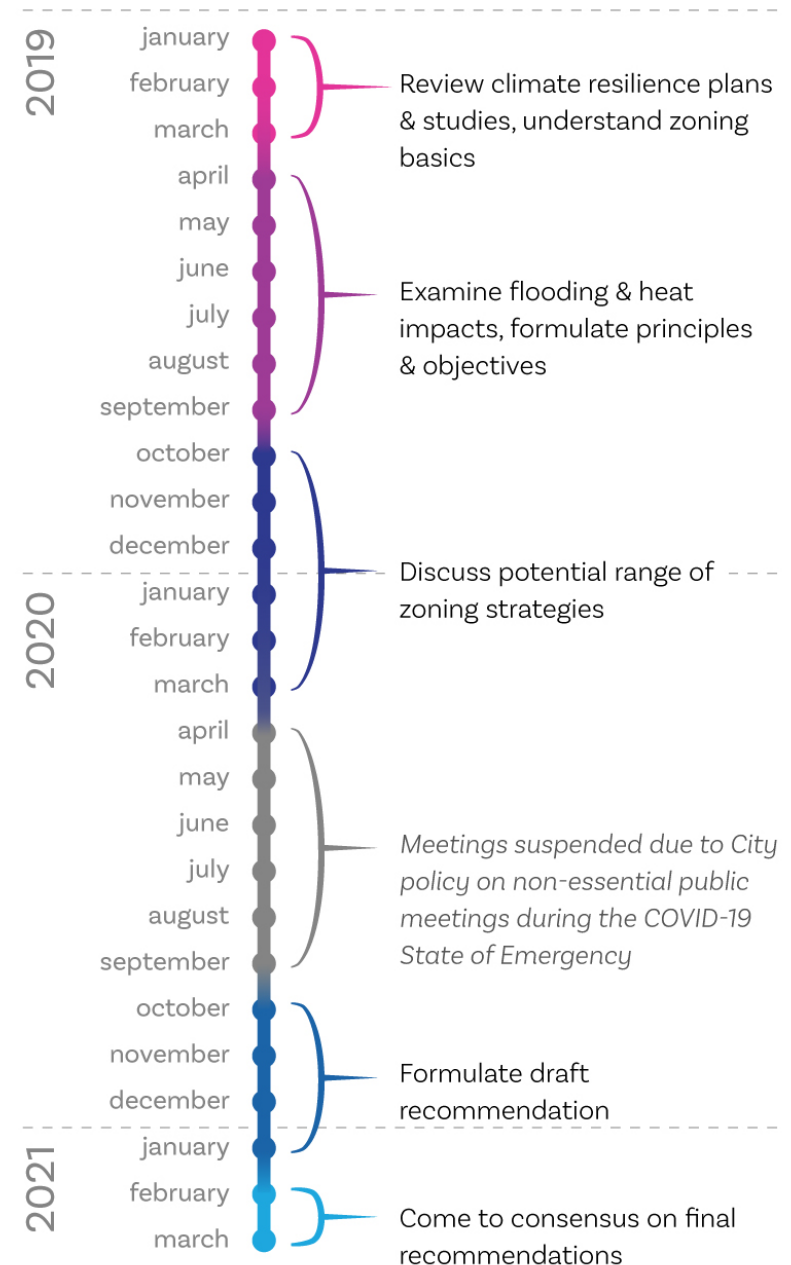 2019
january
february
march
Review climate resilience plans
& studies, understand zoning
basics
april
may
june
july
august
september
Examine flooding & heat
impacts, formulate principles
& objectives
october
november
december
2020
january
february
march
Discuss potential range of
zoning strategies
april
may
june
july
august
september
Meetings suspended due to City
policy on non-essential public
meetings during the COVID-19
State of Emergency
october
november
december
2021
january
Formulate draft
recommendation
february
march
Come to consensus on final
recommendations